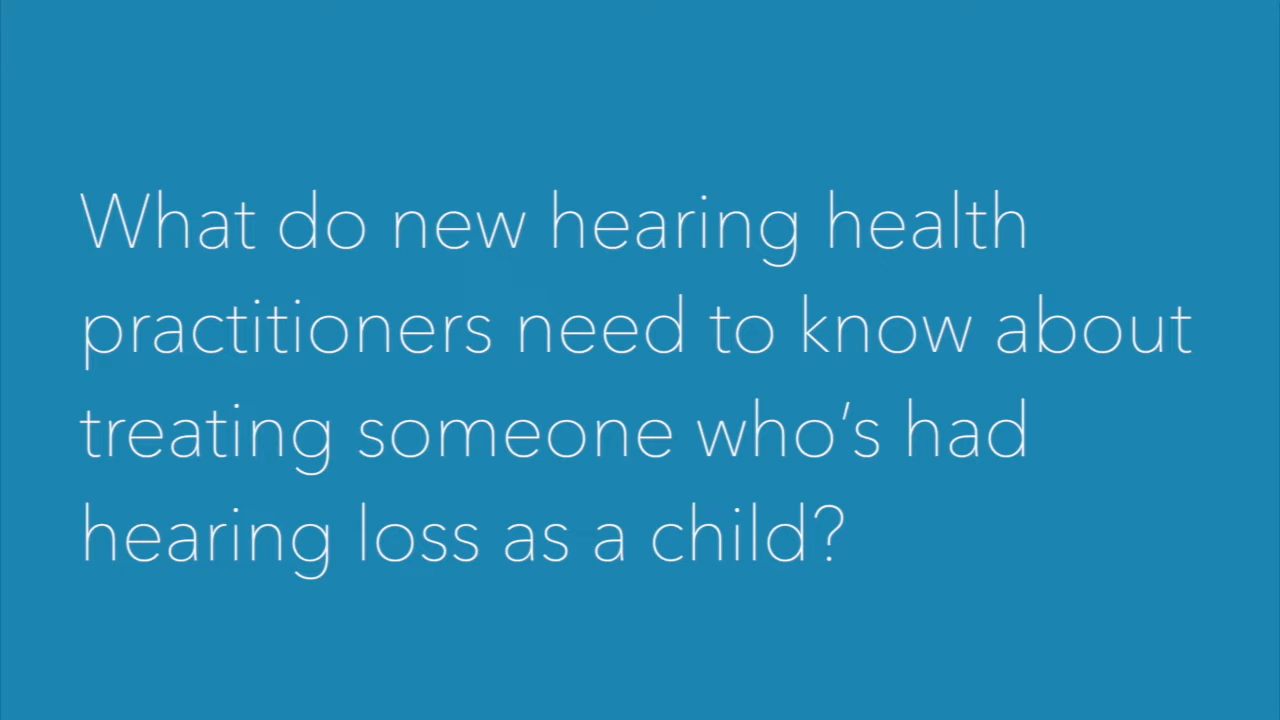 What do new hearing health
practitioners need to know about
treating someone who’s had
hearing loss as a child?